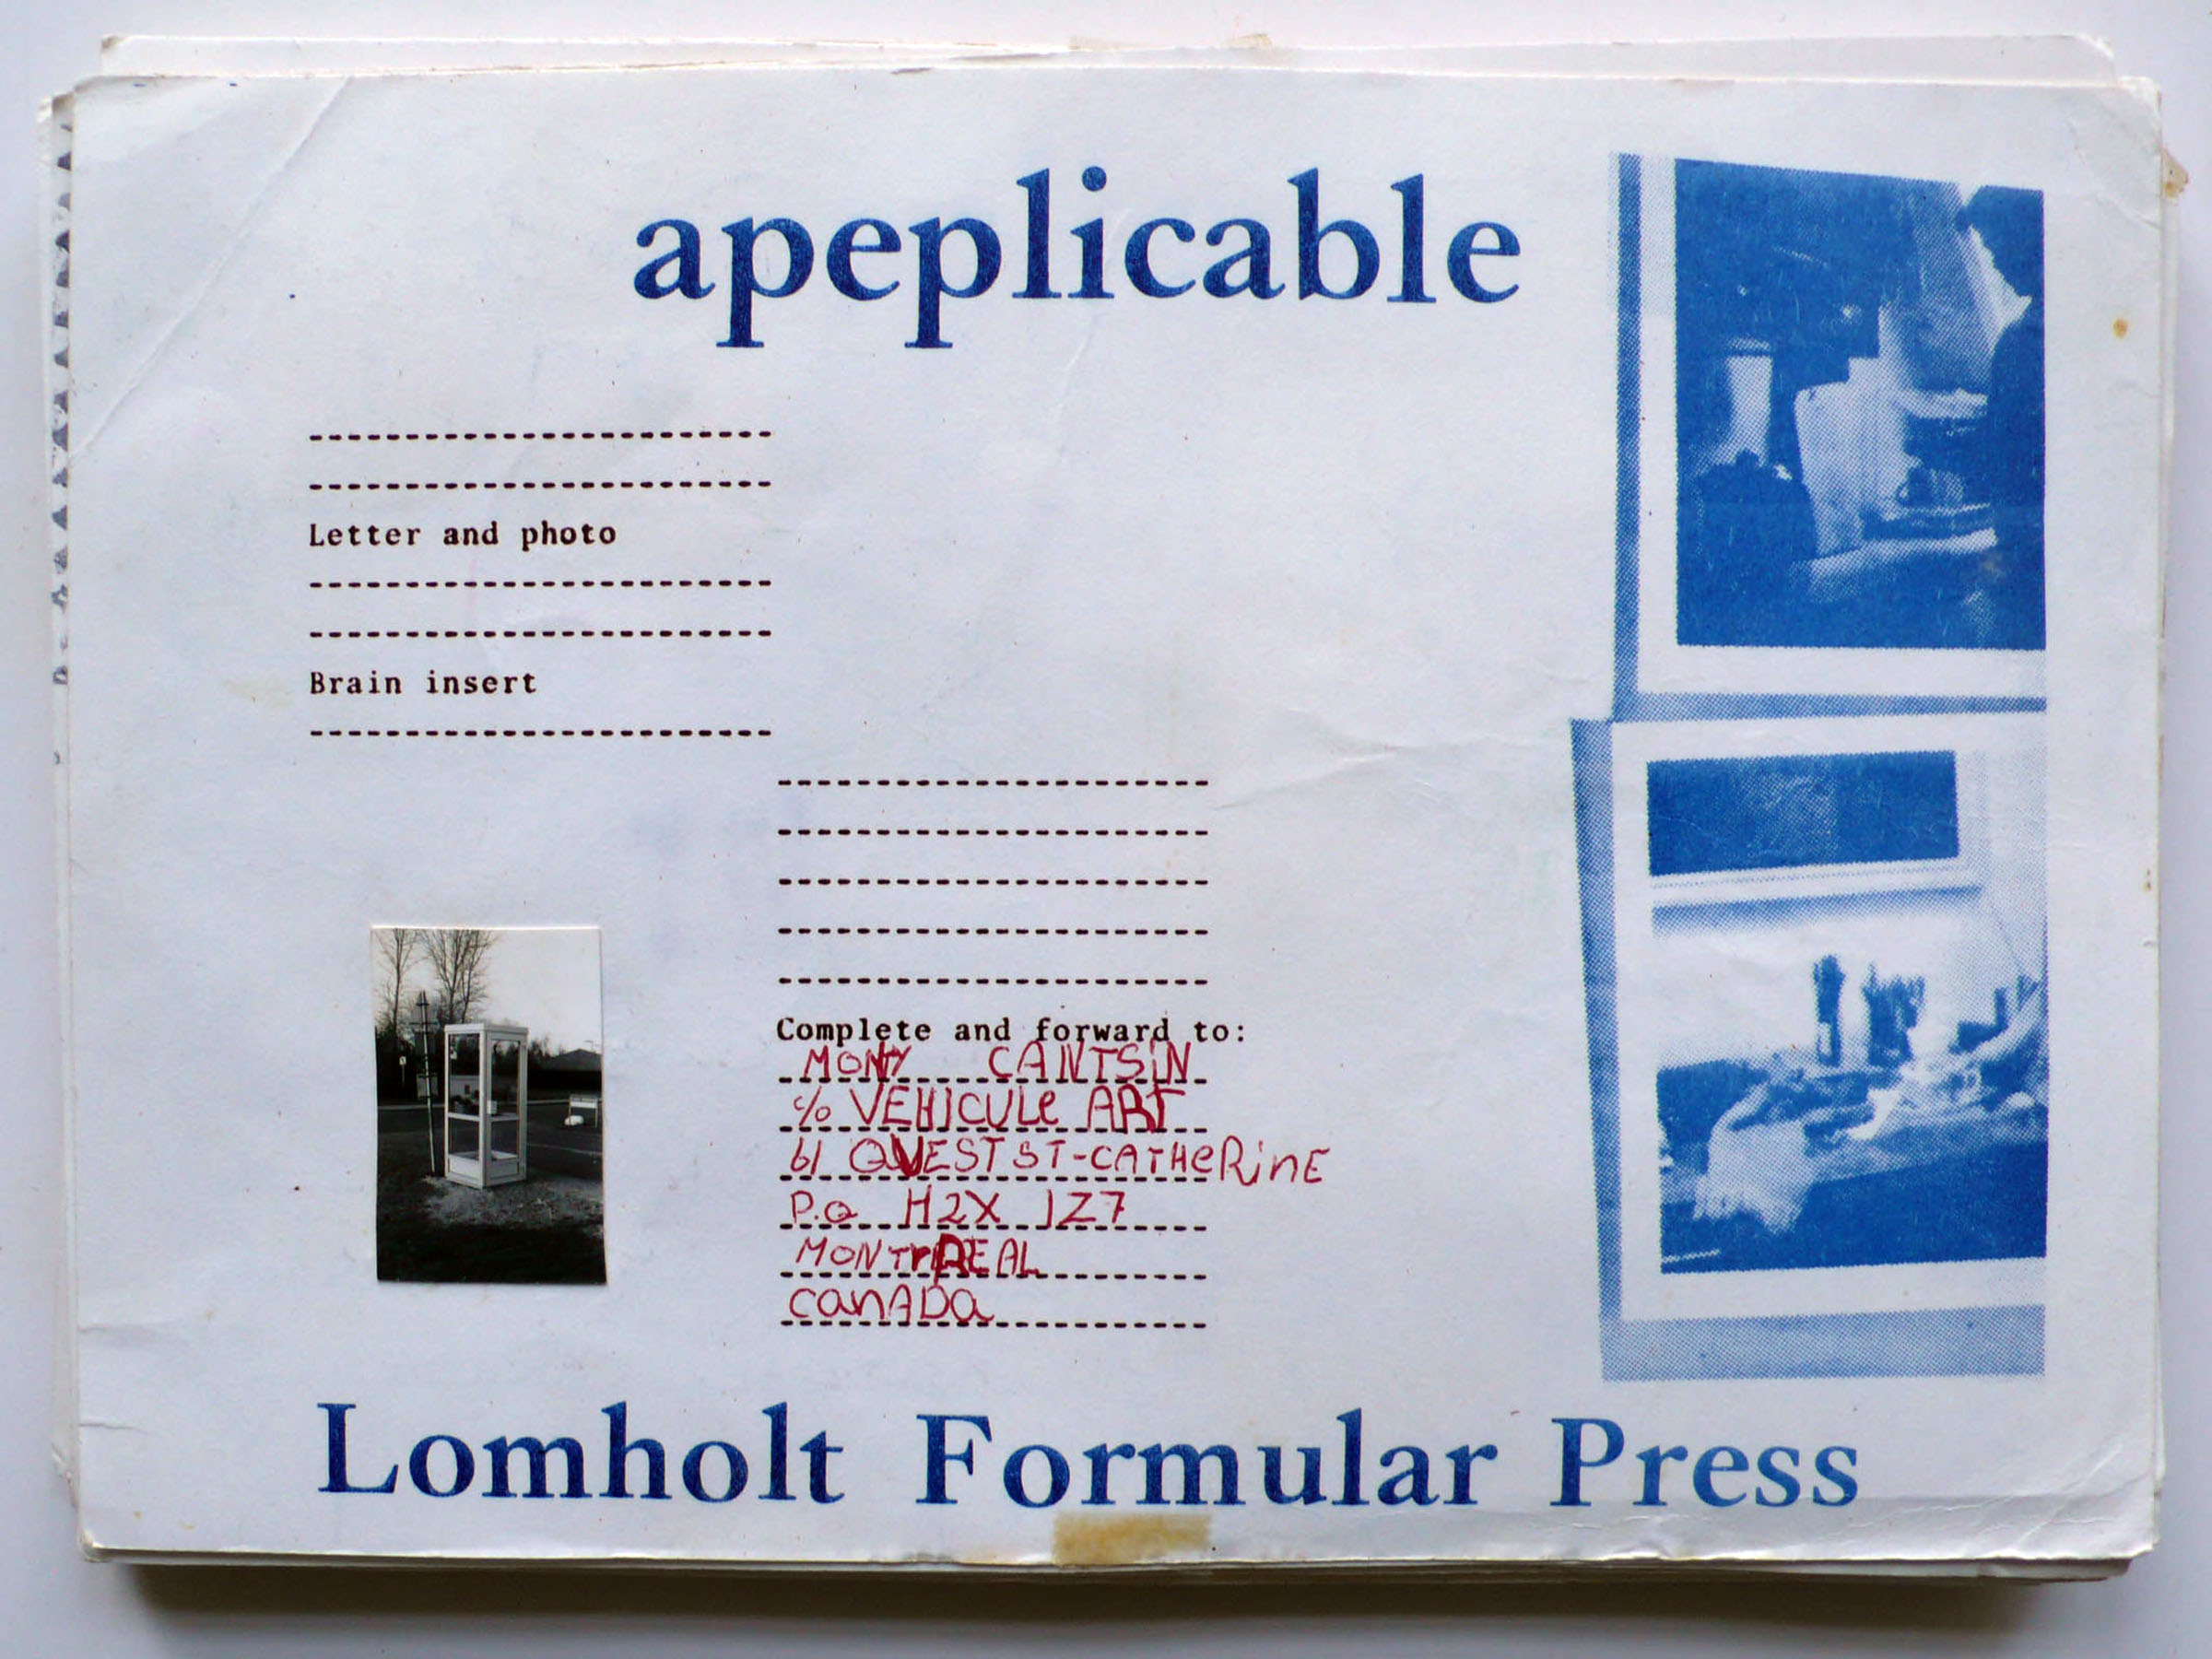 apeplicable
Letter and photo
Brain insert
Complete and forward to:
MONTY CANTSiN
c/o VEHICULe ART
61 OUEST ST-CATHeRinE
P.Q H2X 1Z7
MONTrREAL
canADa
Lomholt Formular Press